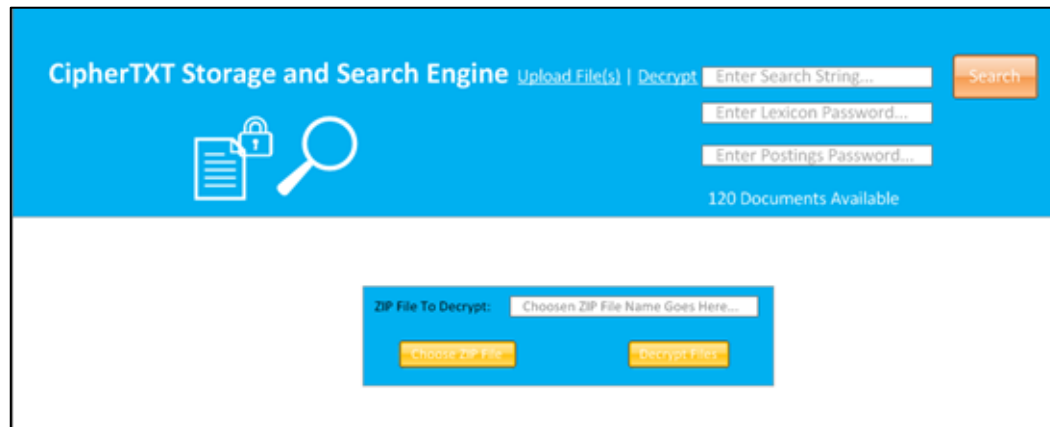 CipherTXT Storage and Search Engine Upload File(s) | Decrypt Enter Search String... Search
Enter Lexicon Password...
Enter Postings Password...
120 Documents Available
ZIP File To Decrypt: Choosen ZIP File Name Goes Here...
Choose ZIP File Decrypt Files